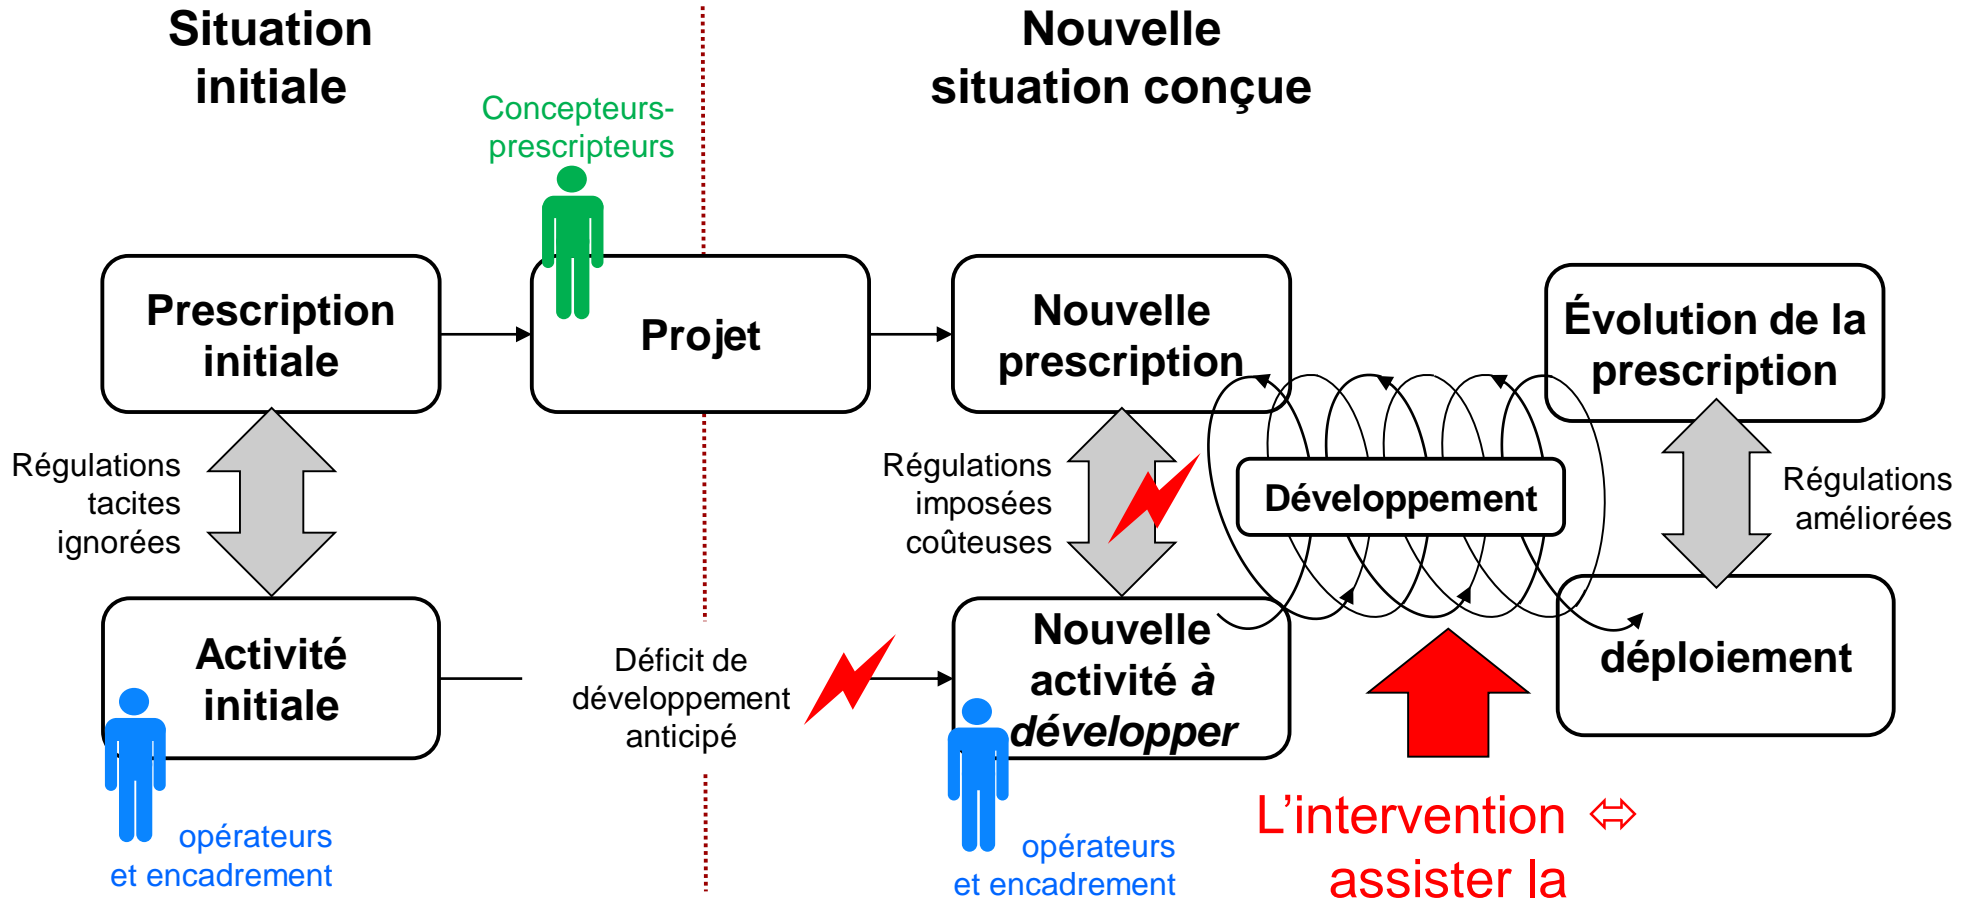 Situation
initiale
Nouvelle
situation conçue
Concepteurs-
prescripteurs
Prescription
initiale
Projet
Nouvelle
prescription
Évolution de la
prescription
Régulations
tacites
ignorées
Régulations
imposées
coûteuses
Développement
Régulations
améliorées
Activité
initiale
Déficit de
développement
anticipé
Nouvelle
activité à
développer
déploiement
opérateurs
et encadrement
opérateurs
et encadrement
L’intervention ⬄
assister la